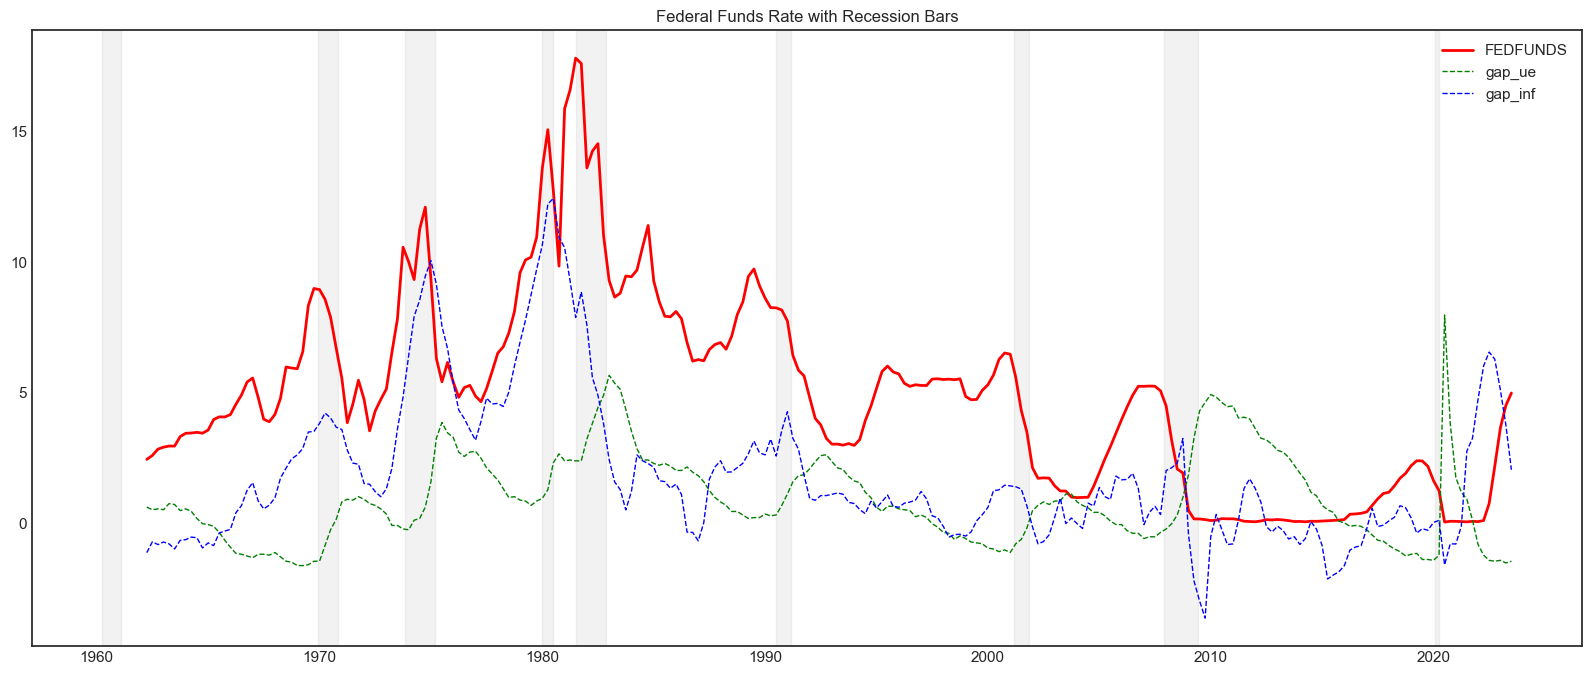 Federal Funds Rate with Recession Bars
FEDFUNDS
gap_ue
gap_inf
15
10
5
0
1960 1970 1980 1990 2000 2010 2020